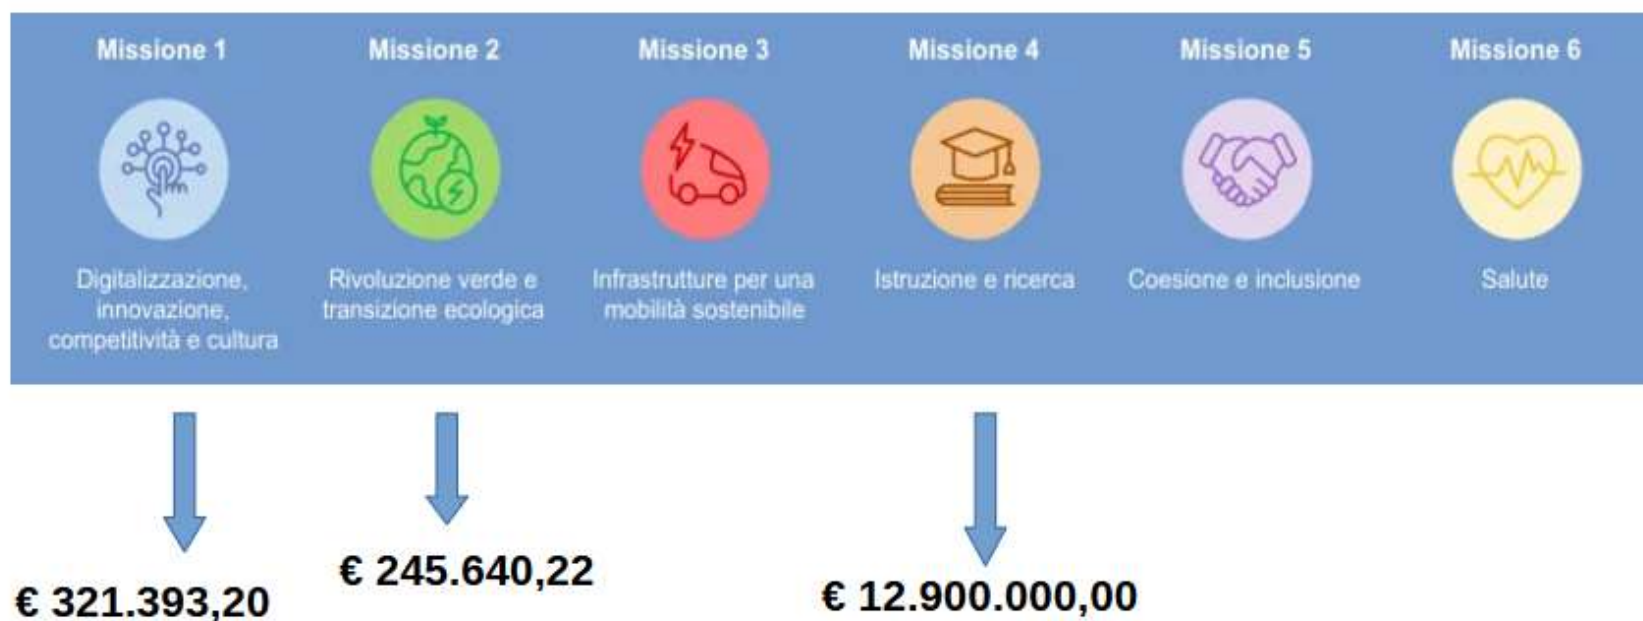 Missione 1
Missione 2
Missione 3
Missione 4
Missione 5
Missione 6
Digitalizzazione,
innovazione,
competitività e cultura
Rivoluzione verde e
transizione ecologica
Infrastrutture per una
mobilità sostenibile
Istruzione e ricerca
Coesione e inclusione
Salute
€ 321.393,20
€ 245.640,22
€ 12.900.000,00